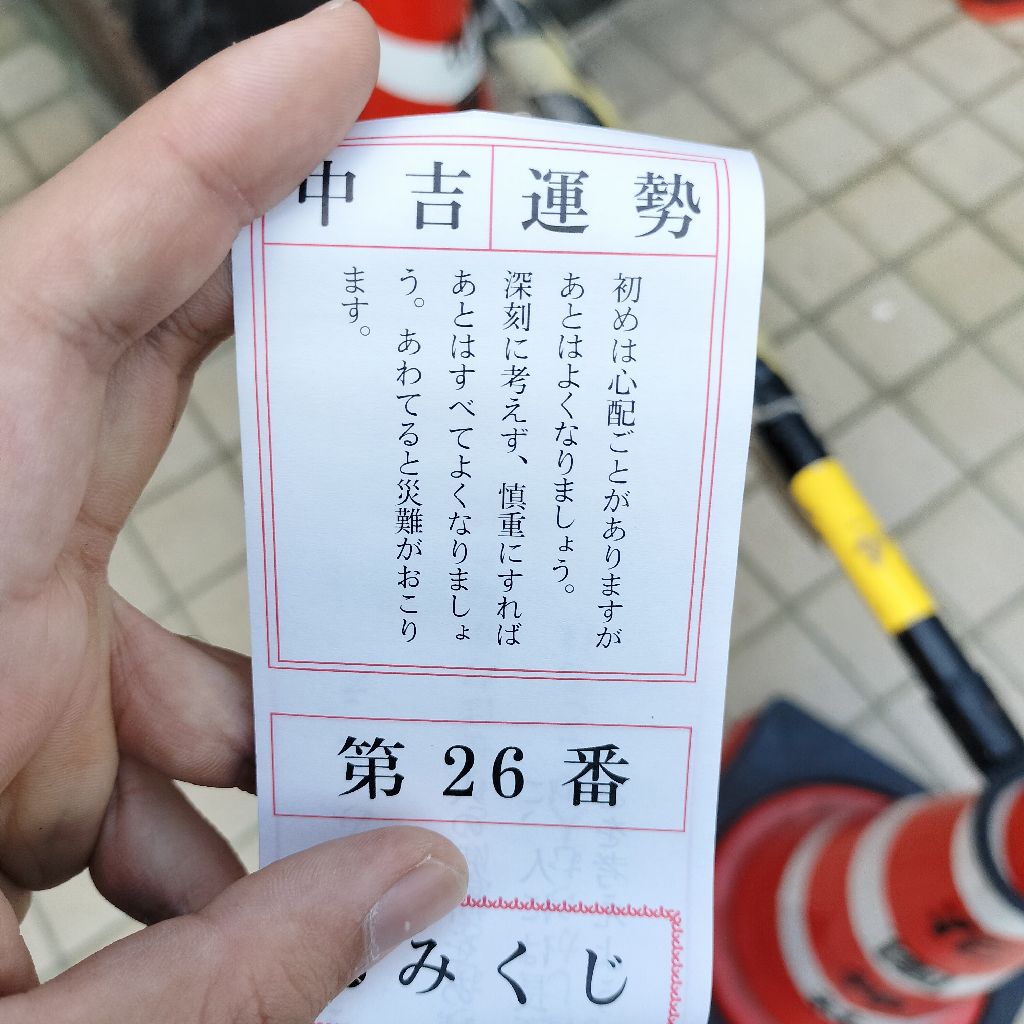 中吉 運勢
初めは心配ごとがありますが
あとはよくなりましょう。
深刻に考えず、慎重にすれば
あとはすべてよくなりましょ
う。あわてると災難がおこり
ます。
第26番
みくじ